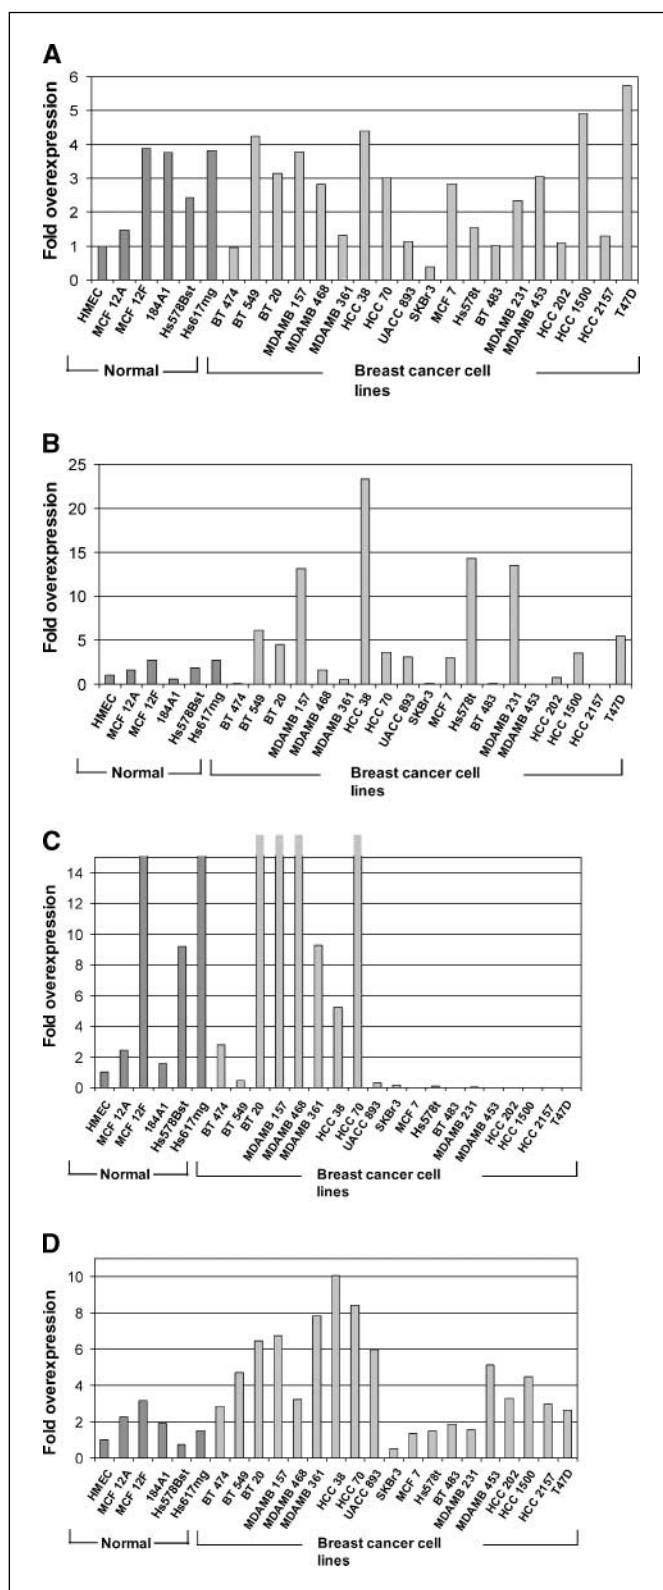 A
Fold overexpression
6
5
4
3
2
1
0
HMEC
MCF 12A
MCF 12F
184A1
Hs578Bst
Hs617mg
BT 474
BT 549
BT 20
MDAMB 157
MDAMB 468
MDAMB 361
HCC 38
HCC 70
UACC 893
SKBr3
MCF 7
Hs578t
BT 483
MDAMB 231
MDAMB 453
HCC 202
HCC 1500
HCC 2157
T47D
Normal
Breast cancer cell
lines
B
Fold overexpression
25
20
15
10
5
0
HMEC
MCF 12A
MCF 12F
184A1
Hs578Bst
Hs617mg
BT 474
BT 549
BT 20
MDAMB 157
MDAMB 468
MDAMB 361
HCC 38
HCC 70
UACC 893
SKBr3
MCF 7
Hs578t
BT 483
MDAMB 231
MDAMB 453
HCC 202
HCC 1500
HCC 2157
T47D
Normal
Breast cancer cell
lines
C
Fold overexpression
14
12
10
8
6
4
2
0
HMEC
MCF 12A
MCF 12F
184A1
Hs578Bst
Hs617mg
BT 474
BT 549
BT 20
MDAMB 157
MDAMB 468
MDAMB 361
HCC 38
HCC 70
UACC 893
SKBr3
MCF 7
Hs578t
BT 483
MDAMB 231
MDAMB 453
HCC 202
HCC 1500
HCC 2157
T47D
Normal
Breast cancer cell
lines
D
Fold overexpression
10
8
6
4
2
0
HMEC
MCF 12A
MCF 12F
184A1
Hs578Bst
Hs617mg
BT 474
BT 549
BT 20
MDAMB 157
MDAMB 468
MDAMB 361
HCC 38
HCC 70
UACC 893
SKBr3
MCF 7
Hs578t
BT 483
MDAMB 231
MDAMB 453
HCC 202
HCC 1500
HCC 2157
T47D
Normal
Breast cancer cell
lines